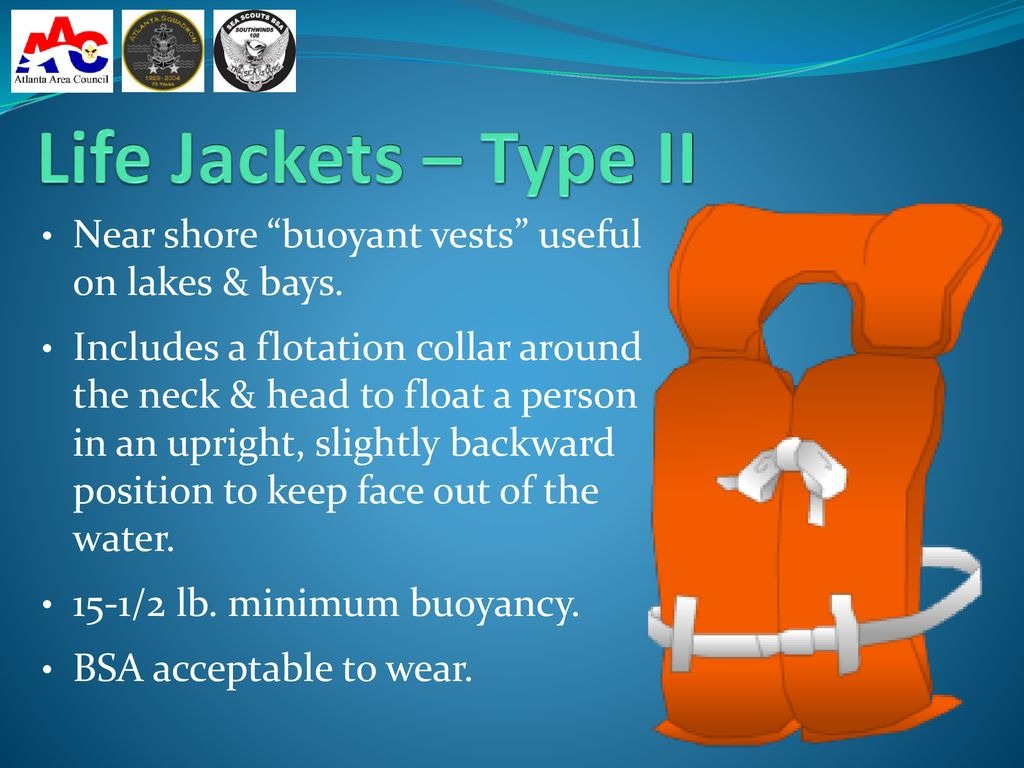 AAC
Atlanta Area Council
ATLANTA SQUADRON
1929 - 2004
75 Years
SEA SCOUTS BSA
SOUTHWINDS
100
Life Jackets – Type II
• Near shore “buoyant vests” useful
on lakes & bays.
• Includes a flotation collar around
the neck & head to float a person
in an upright, slightly backward
position to keep face out of the
water.
• 15-1/2 lb. minimum buoyancy.
• BSA acceptable to wear.